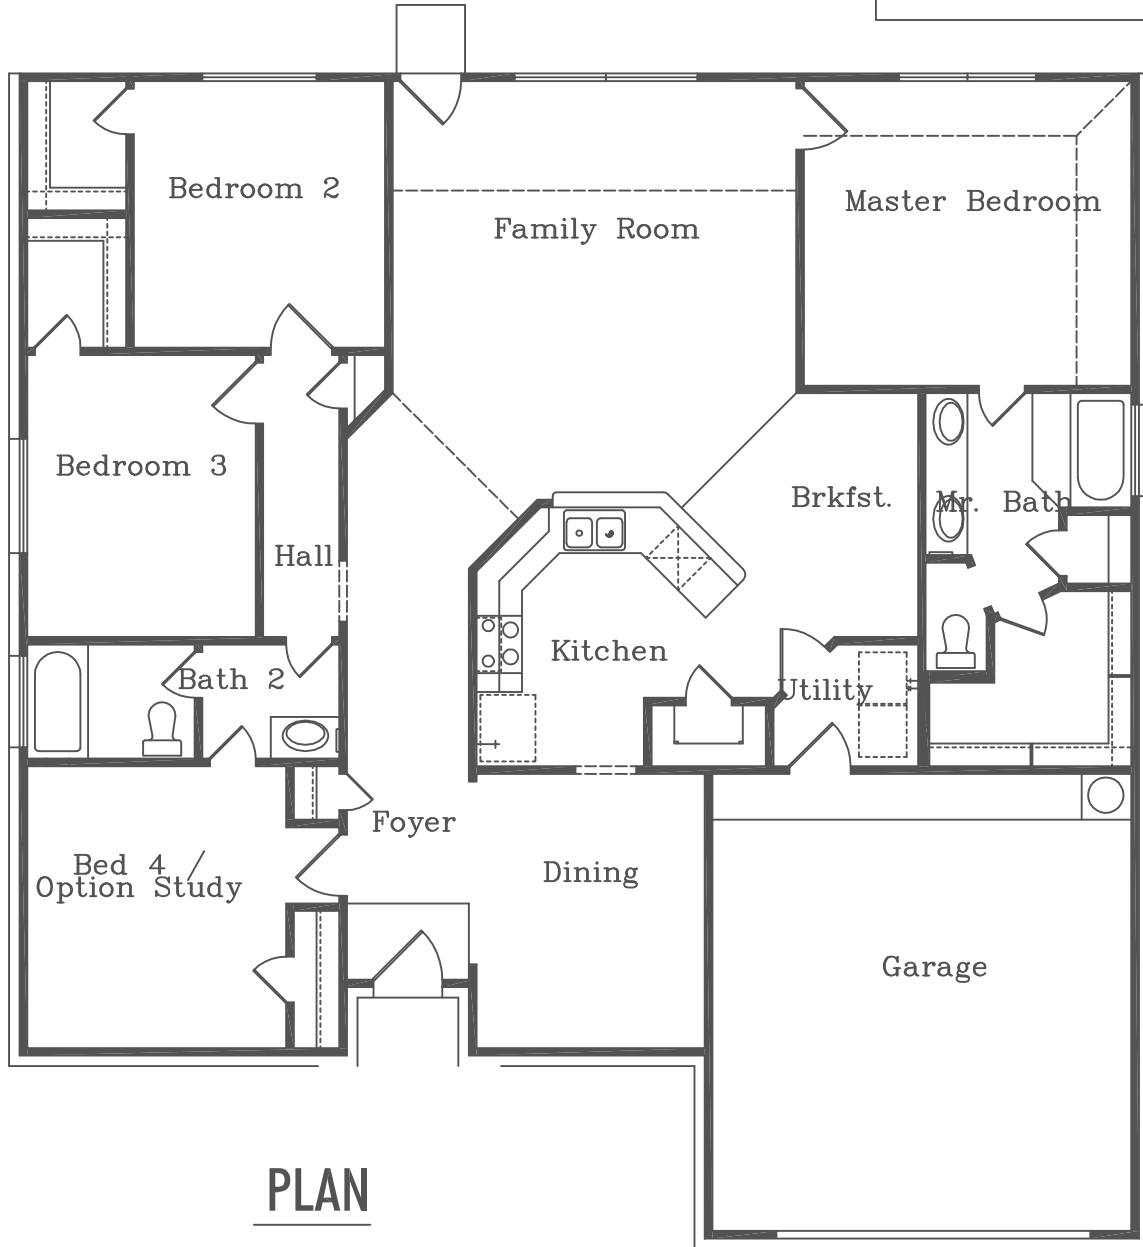 Bedroom 2
Master Bedroom
Family Room
Bedroom 3
Brkfst.
Mr. Bath
Hall
Kitchen
Bath 2
Utility
Foyer
Bed 4 /
Option Study
Dining
Garage
PLAN